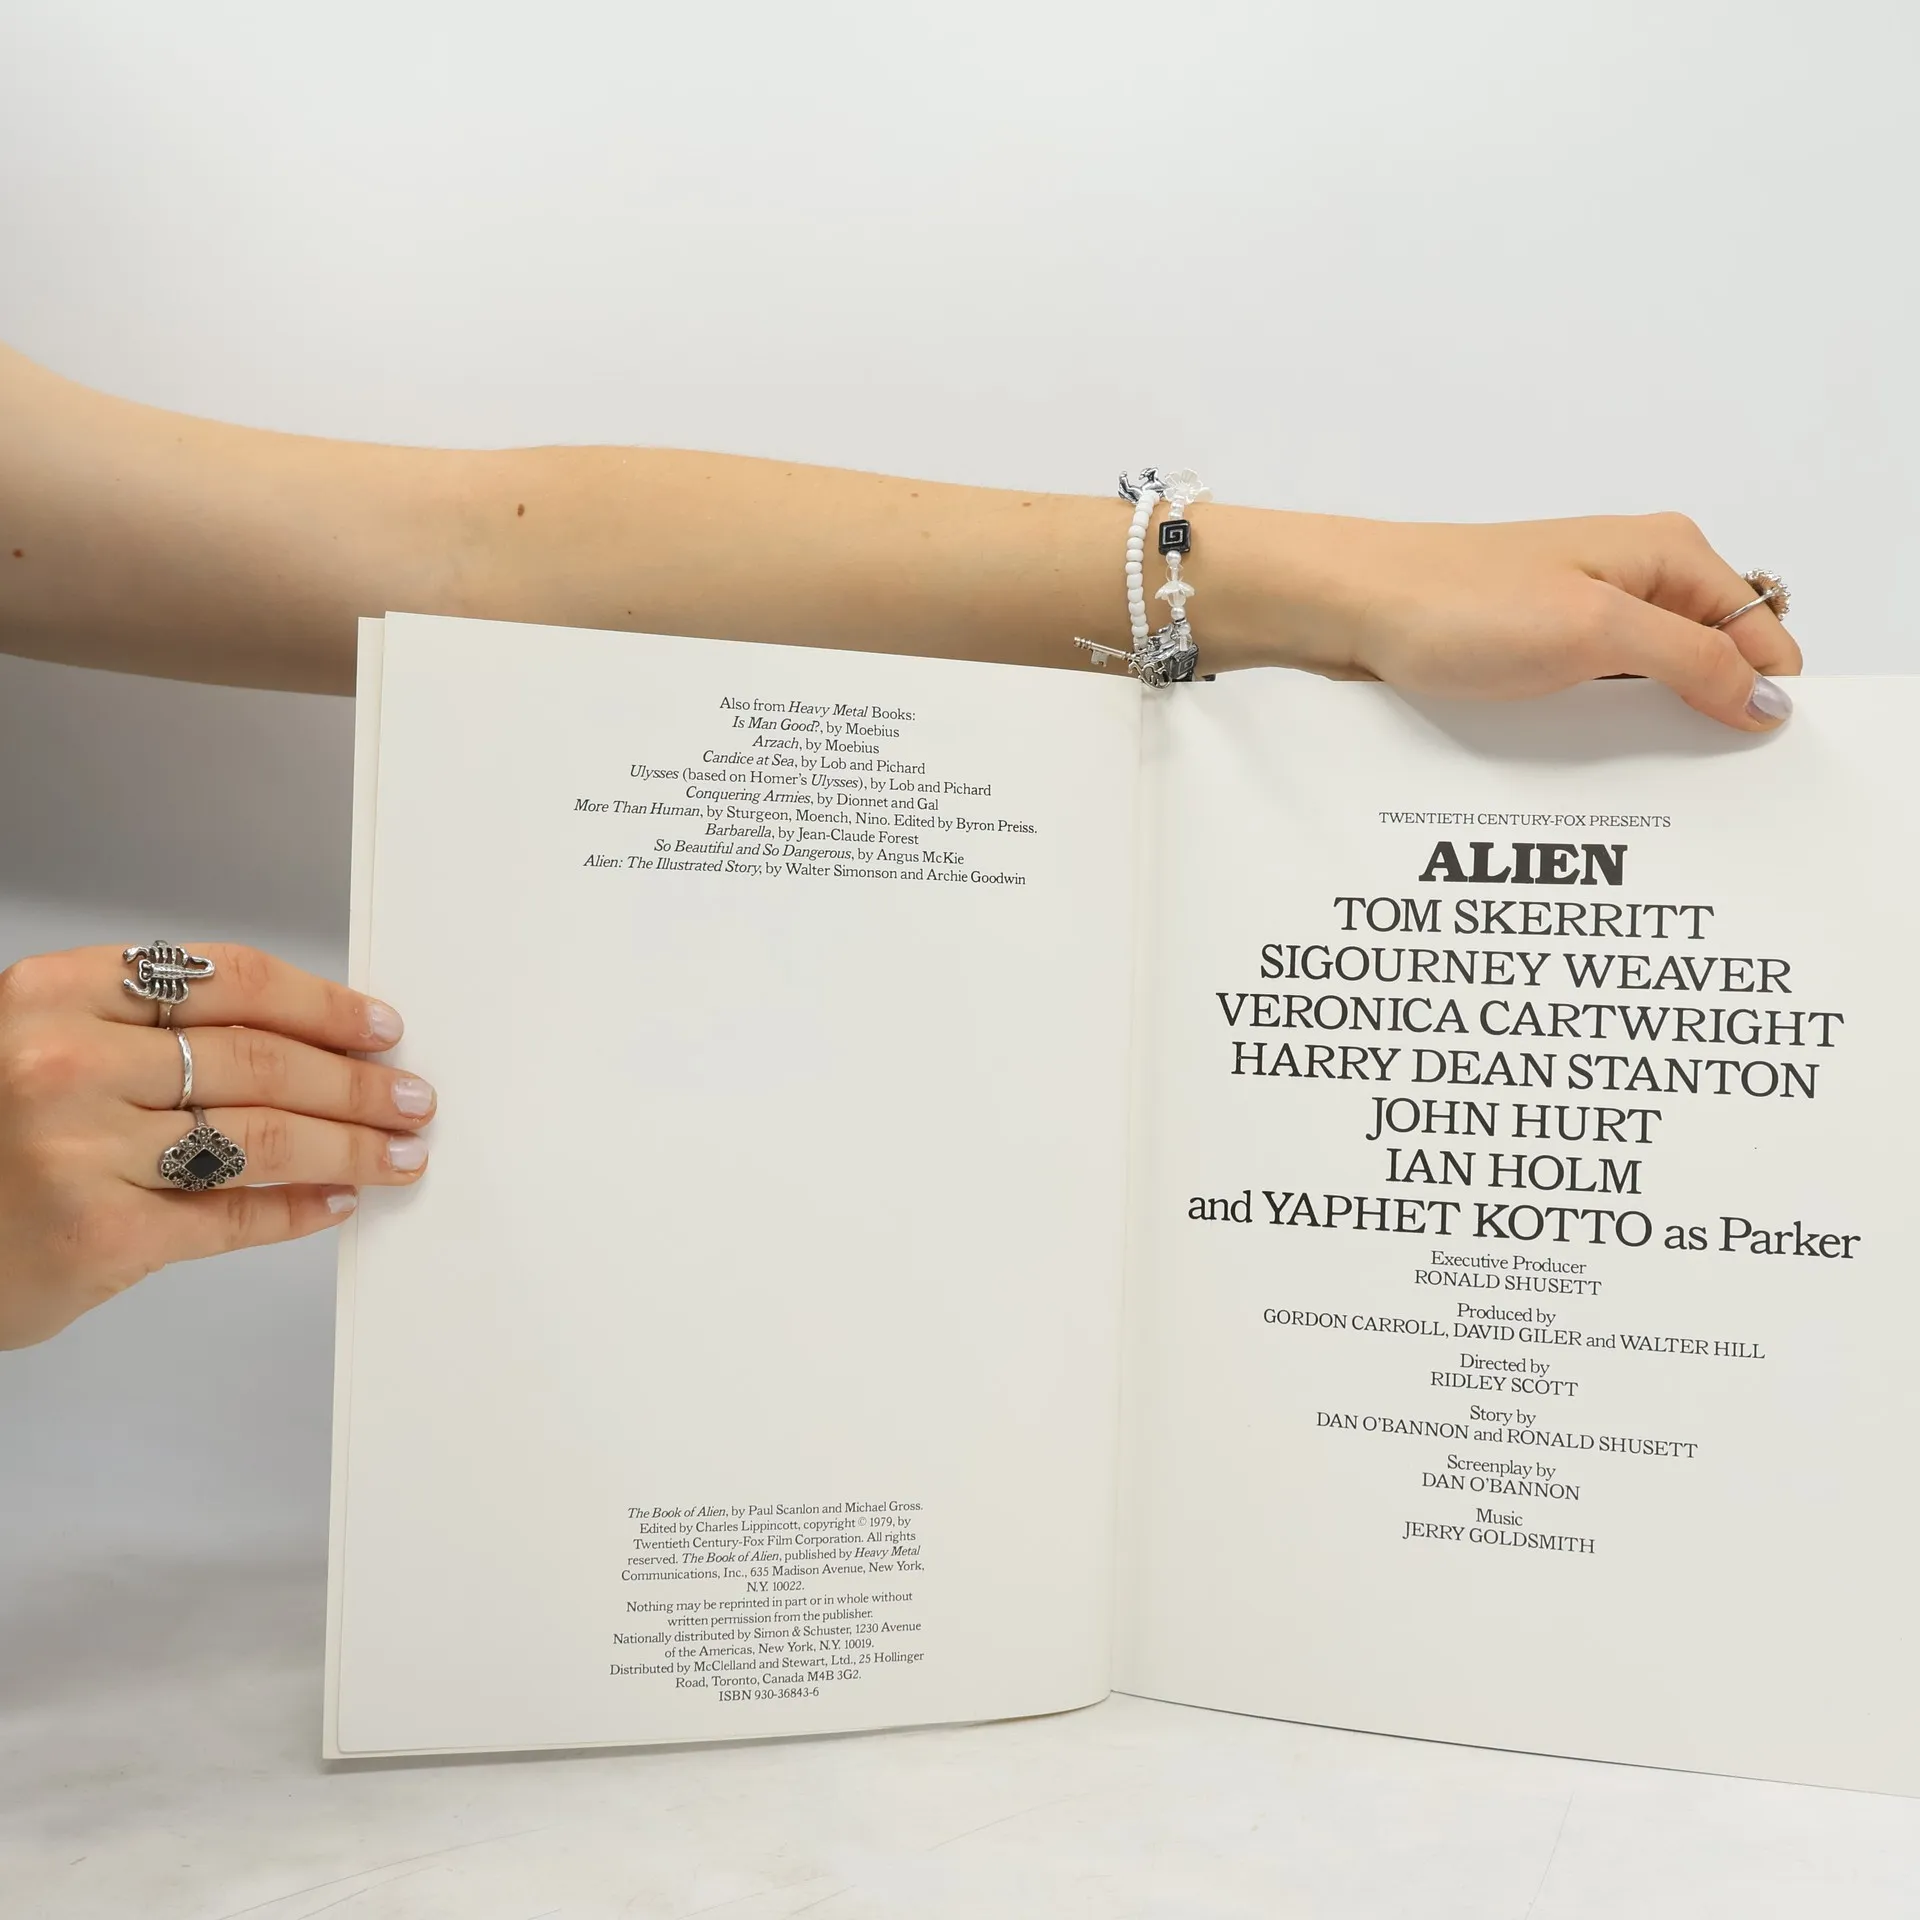 Also from Heavy Metal Books:
Is Man Good?, by Moebius
Arzach, by Moebius
Candice at Sea, by Lob and Pichard
Ulysses (based on Homer's Ulysses), by Lob and Pichard
Conquering Armies, by Dionnet and Gal
More Than Human, by Sturgeon, Moench, Nino. Edited by Byron Preiss.
Barbarella, by Jean-Claude Forest
So Beautiful and So Dangerous, by Angus McKie
Alien: The Illustrated Story, by Walter Simonson and Archie Goodwin
The Book of Alien, by Paul Scanlon and Michael Gross.
Edited by Charles Lippincott, copyright © 1979, by
Twentieth Century-Fox Film Corporation. All rights
reserved. The Book of Alien, published by Heavy Metal
Communications, Inc., 635 Madison Avenue, New York,
N.Y. 10022.
Nothing may be reprinted in part or in whole without
written permission from the publisher.
Nationally distributed by Simon & Schuster, 1230 Avenue
of the Americas, New York, N.Y. 10019.
Distributed by McClelland and Stewart, Ltd., 25 Hollinger
Road, Toronto, Canada M4B 3G2.
ISBN 930-36843-6
TWENTIETH CENTURY-FOX PRESENTS
ALIEN
TOM SKERRITT
SIGOURNEY WEAVER
VERONICA CARTWRIGHT
HARRY DEAN STANTON
JOHN HURT
IAN HOLM
and YAPHET KOTTO as Parker
Executive Producer
RONALD SHUSETT
Produced by
GORDON CARROLL, DAVID GILER and WALTER HILL
Directed by
RIDLEY SCOTT
Story by
DAN O'BANNON and RONALD SHUSETT
Screenplay by
DAN O'BANNON
Music
JERRY GOLDSMITH